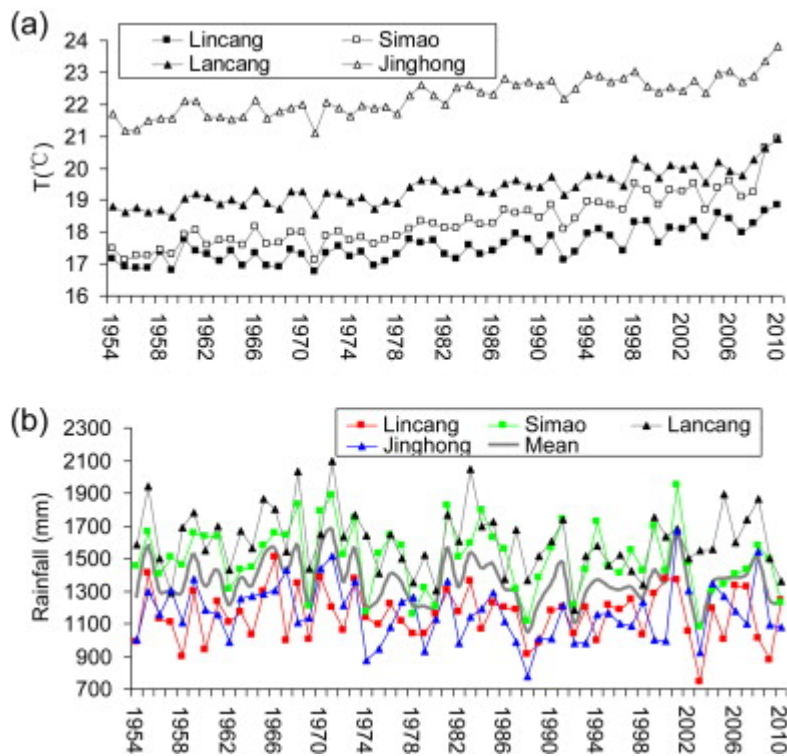 (a)
Lincang Simao
Lancang Jinghong
24
23
22
21
20
19
18
17
16
T(℃)
1954 1958 1962 1966 1970 1974 1978 1982 1986 1990 1994 1998 2002 2006 2010
(b)
Lincang Simao Lancang
Jinghong Mean
2300
2100
1900
1700
1500
1300
1100
900
700
Rainfall (mm)
1954 1958 1962 1966 1970 1974 1978 1982 1986 1990 1994 1998 2002 2006 2010